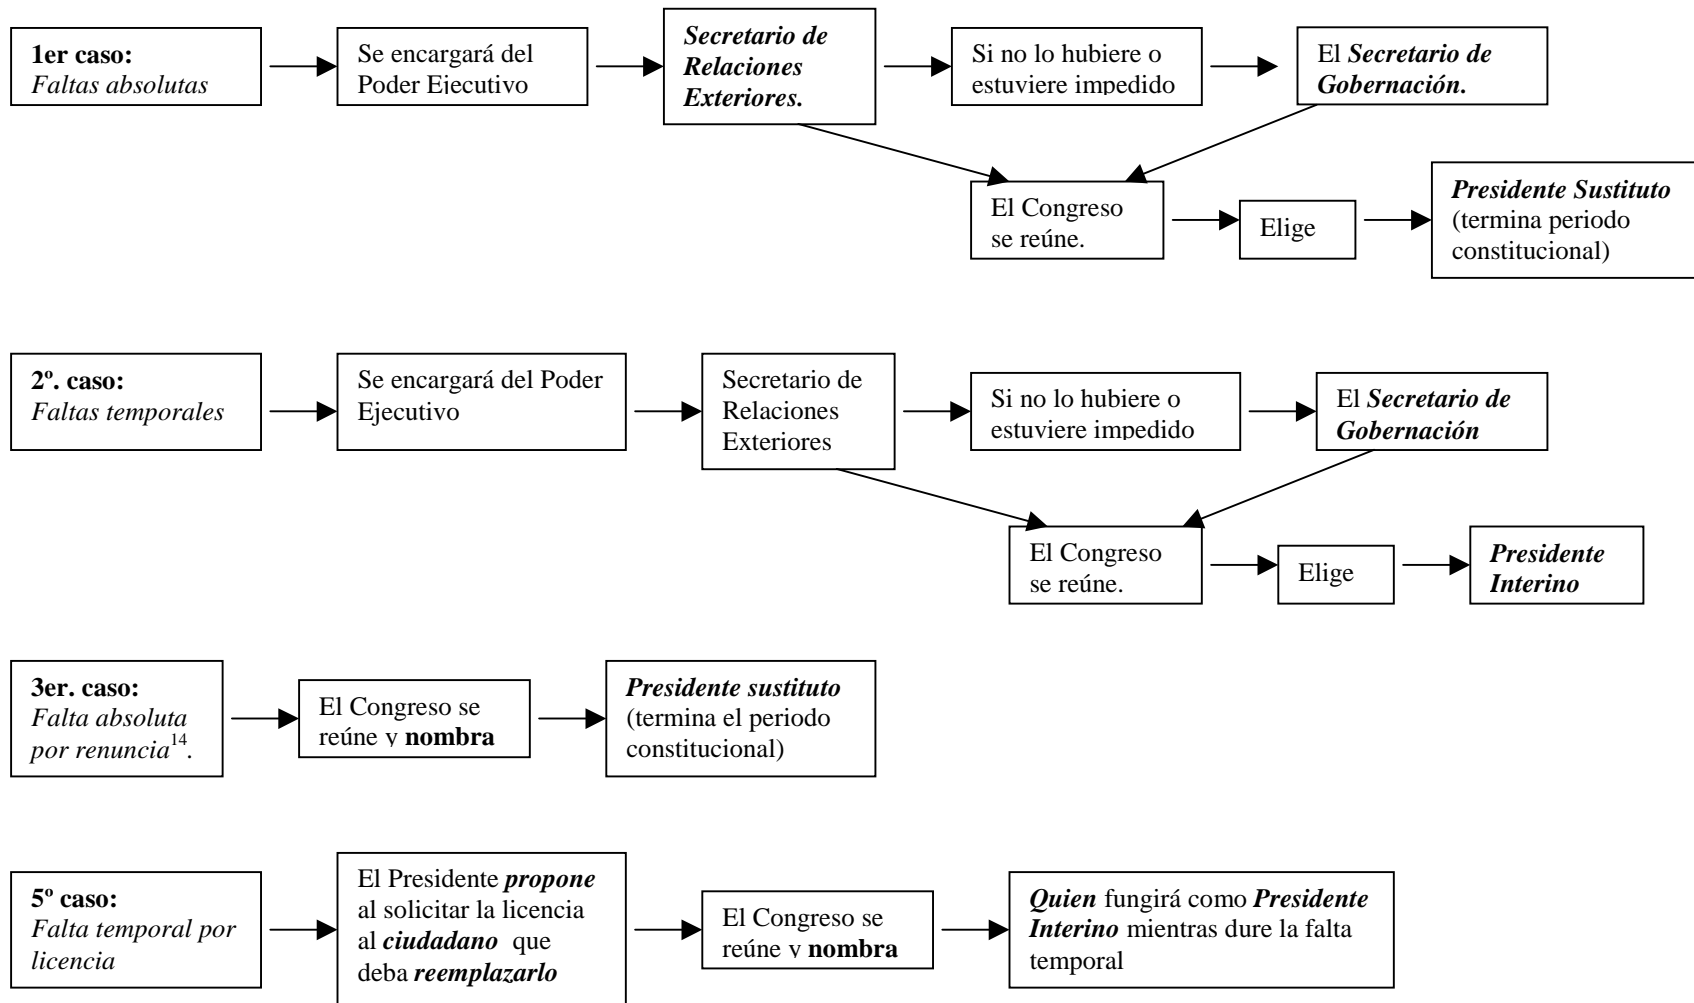 1er caso:
Faltas absolutas
Se encargará del
Poder Ejecutivo
Secretario de
Relaciones
Exteriores.
Si no lo hubiere o
estuviere impedido
El Secretario de
Gobernación.
El Congreso
se reúne.
Elige
Presidente Sustituto
(termina periodo
constitucional)
2º. caso:
Faltas temporales
Se encargará del Poder
Ejecutivo
Secretario de
Relaciones
Exteriores
Si no lo hubiere o
estuviere impedido
El Secretario de
Gobernación
El Congreso
se reúne.
Elige
Presidente
Interino
3er. caso:
Falta absoluta
por renuncia14.
El Congreso se
reúne y nombra
Presidente sustituto
(termina el periodo
constitucional)
5º caso:
Falta temporal por
licencia
El Presidente propone
al solicitar la licencia
al ciudadano que
deba reemplazarlo
El Congreso se
reúne y nombra
Quien fungirá como Presidente
Interino mientras dure la falta
temporal